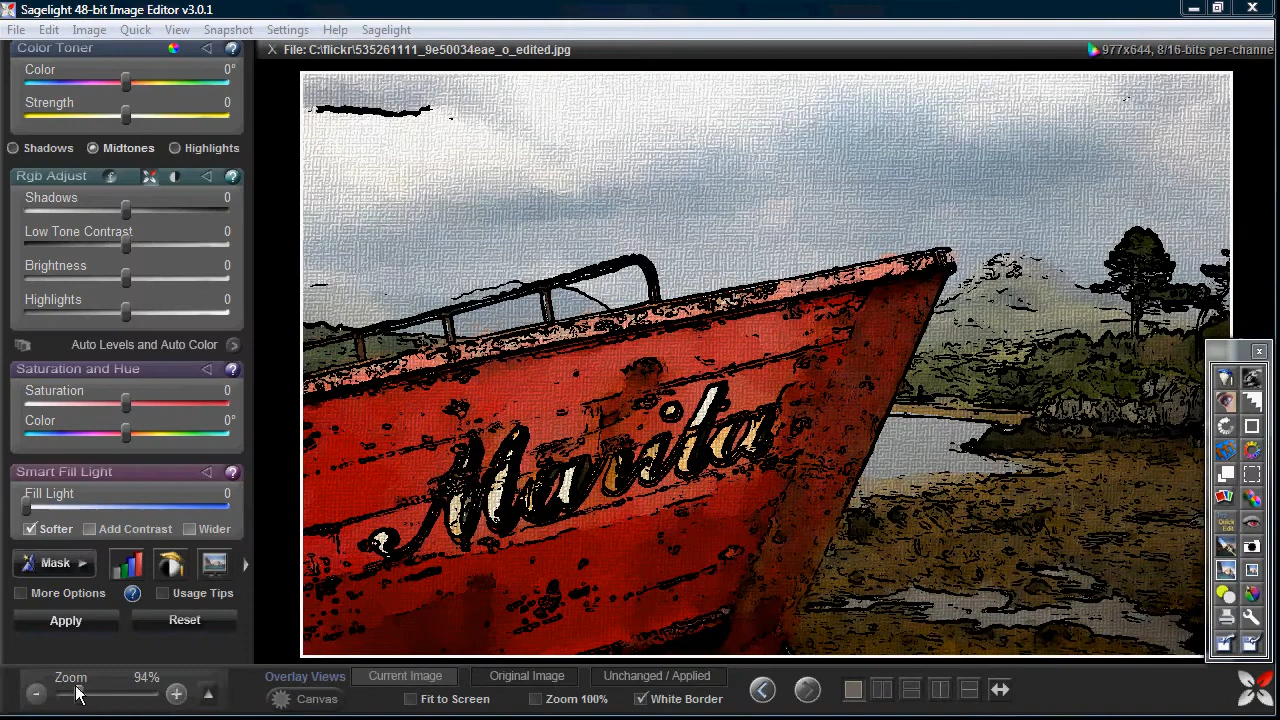 Sagelight 48-bit Image Editor v3.0.1
File Edit Image Quick View Snapshot Settings Help Sagelight
Color Toner
X File: C:\flickr\535261111_9e50034eae_o_edited.jpg
977x644, 8/16-bits per-channe
Color 0°
Strength 0
Shadows Midtones Highlights
Rgb Adjust
Shadows 0
Low Tone Contrast 0
Brightness 0
Highlights 0
Auto Levels and Auto Color
Saturation and Hue
Saturation 0
Color 0°
Smart Fill Light
Fill Light 0
Softer Add Contrast Wider
Mask
More Options Usage Tips
Apply Reset
Manita
Quick Edit
Zoom 94%
Overlay Views Current Image Original Image Unchanged / Applied
Canvas Fit to Screen Zoom 100% White Border